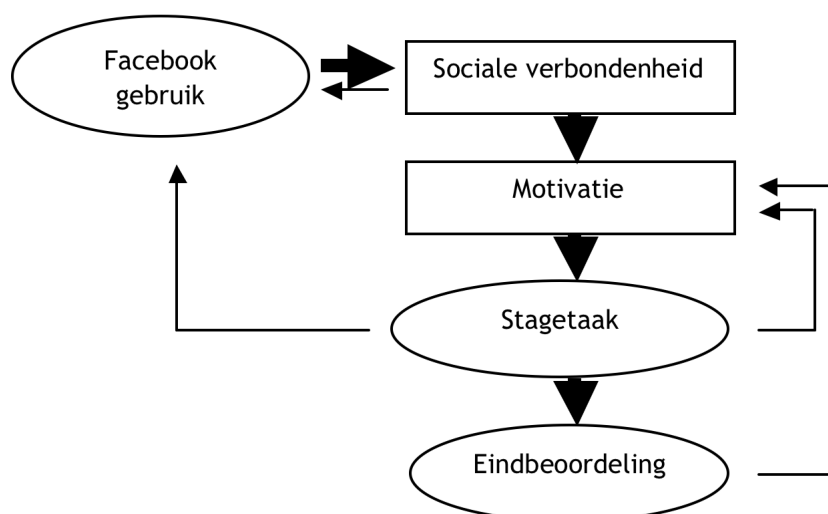 Facebook
gebruik
Sociale verbondenheid
Motivatie
Stagetaak
Eindbeoordeling